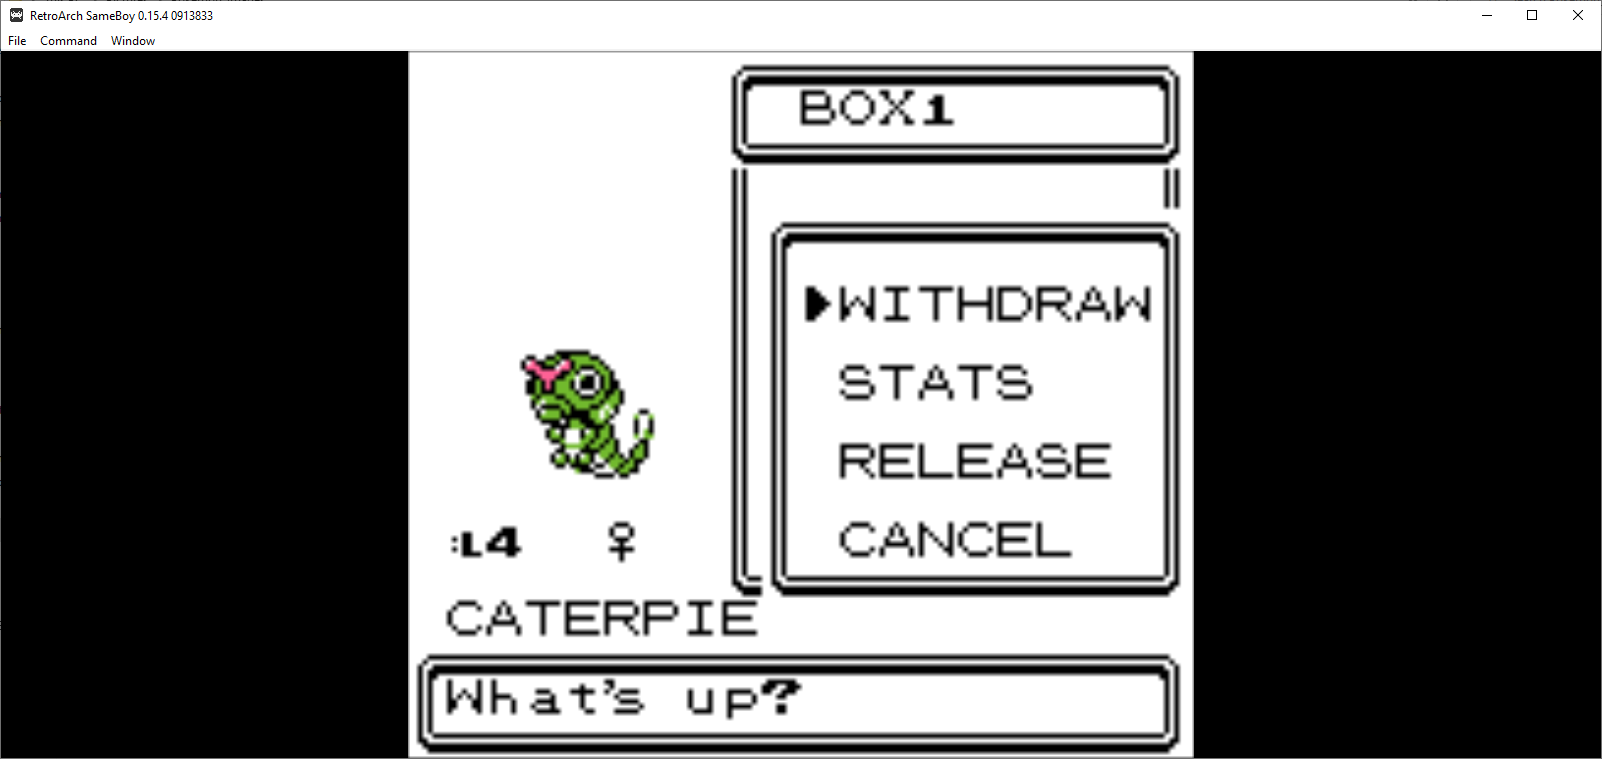 RetroArch SameBoy 0.15.4 0913833
File Command Window
BOX1
▶WITHDRAW
STATS
RELEASE
CANCEL
:L4 ♀
CATERPIE
What's up?